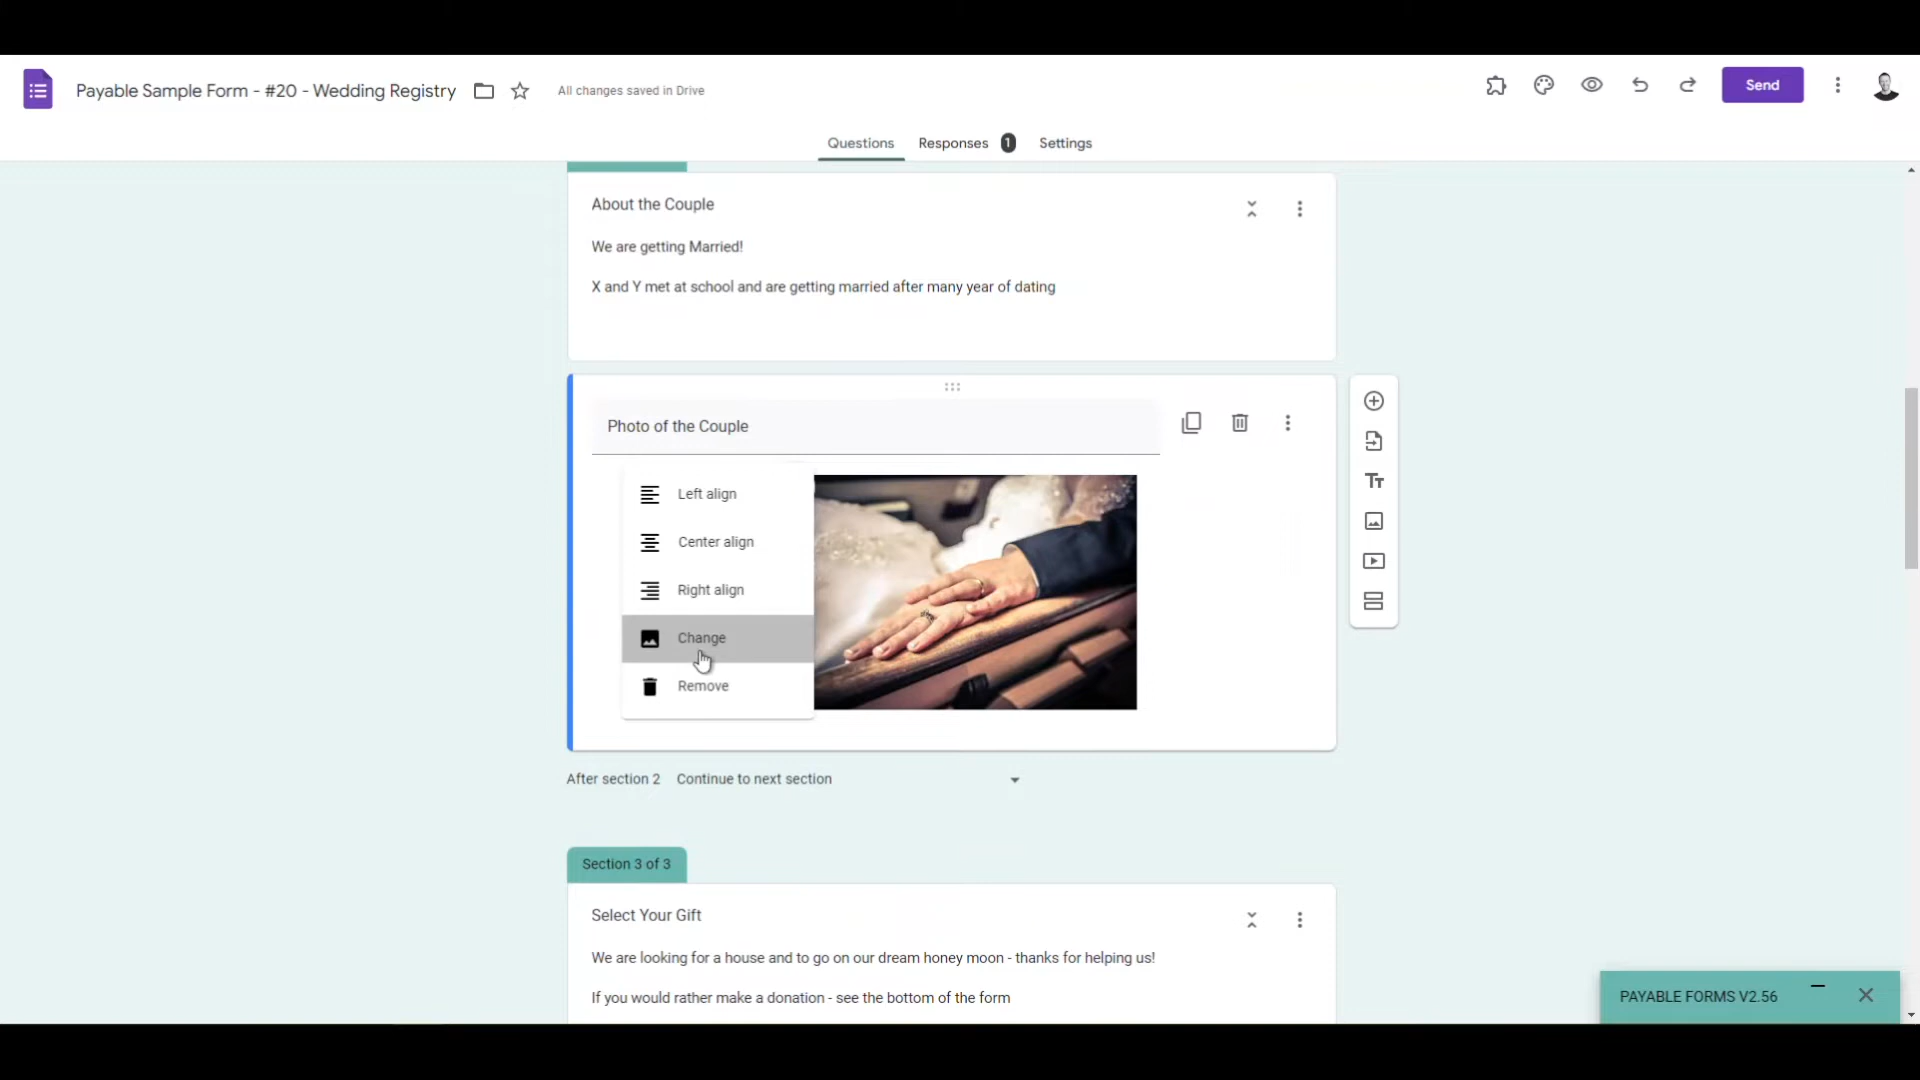 Payable Sample Form - #20 - Wedding Registry
All changes saved in Drive
Send
Questions
Responses 1
Settings
About the Couple
We are getting Married!
X and Y met at school and are getting married after many year of dating
Photo of the Couple
Left align
Center align
Right align
Change
Remove
Tт
After section 2 Continue to next section
Section 3 of 3
Select Your Gift
We are looking for a house and to go on our dream honey moon - thanks for helping us!
If you would rather make a donation - see the bottom of the form
PAYABLE FORMS V2.56